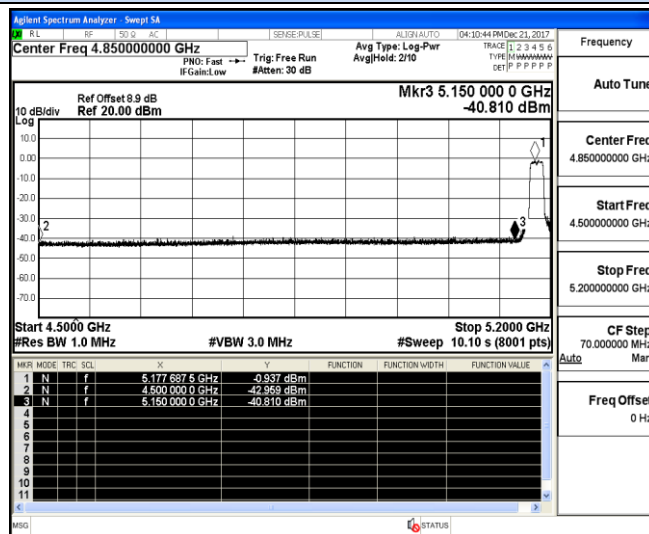 Agilent Spectrum Analyzer - Swept SA
RL RF 50 Ω AC SENSE:PULSE ALIGN AUTO 04:10:44 PM Dec 21, 2017
Center Freq 4.850000000 GHz
PNO: Fast
IFGain:Low
Trig: Free Run
#Atten: 30 dB
Avg Type: Log-Pwr
Avg|Hold: 2/10
TRACE 1 2 3 4 5 6
TYPE M W W W W W
DET P P P P P P
Ref Offset 8.9 dB
10 dB/div Ref 20.00 dBm
Log
Mkr3 5.150 000 0 GHz
-40.810 dBm
10.0
0.00
-10.0
-20.0
-30.0
-40.0
-50.0
-60.0
-70.0
1
2
3
Start 4.5000 GHz Stop 5.2000 GHz
#Res BW 1.0 MHz #VBW 3.0 MHz #Sweep 10.10 s (8001 pts)
MKR MODE TRC SCL X Y FUNCTION FUNCTION WIDTH FUNCTION VALUE
1 N f 5.177 687 5 GHz -0.937 dBm
2 N f 4.500 000 0 GHz -42.959 dBm
3 N f 5.150 000 0 GHz -40.810 dBm
4
5
6
7
8
9
10
11
MSG STATUS
Frequency
Auto Tune
Center Freq
4.850000000 GHz
Start Freq
4.500000000 GHz
Stop Freq
5.200000000 GHz
CF Step
70.000000 MHz
Auto Man
Freq Offset
0 Hz